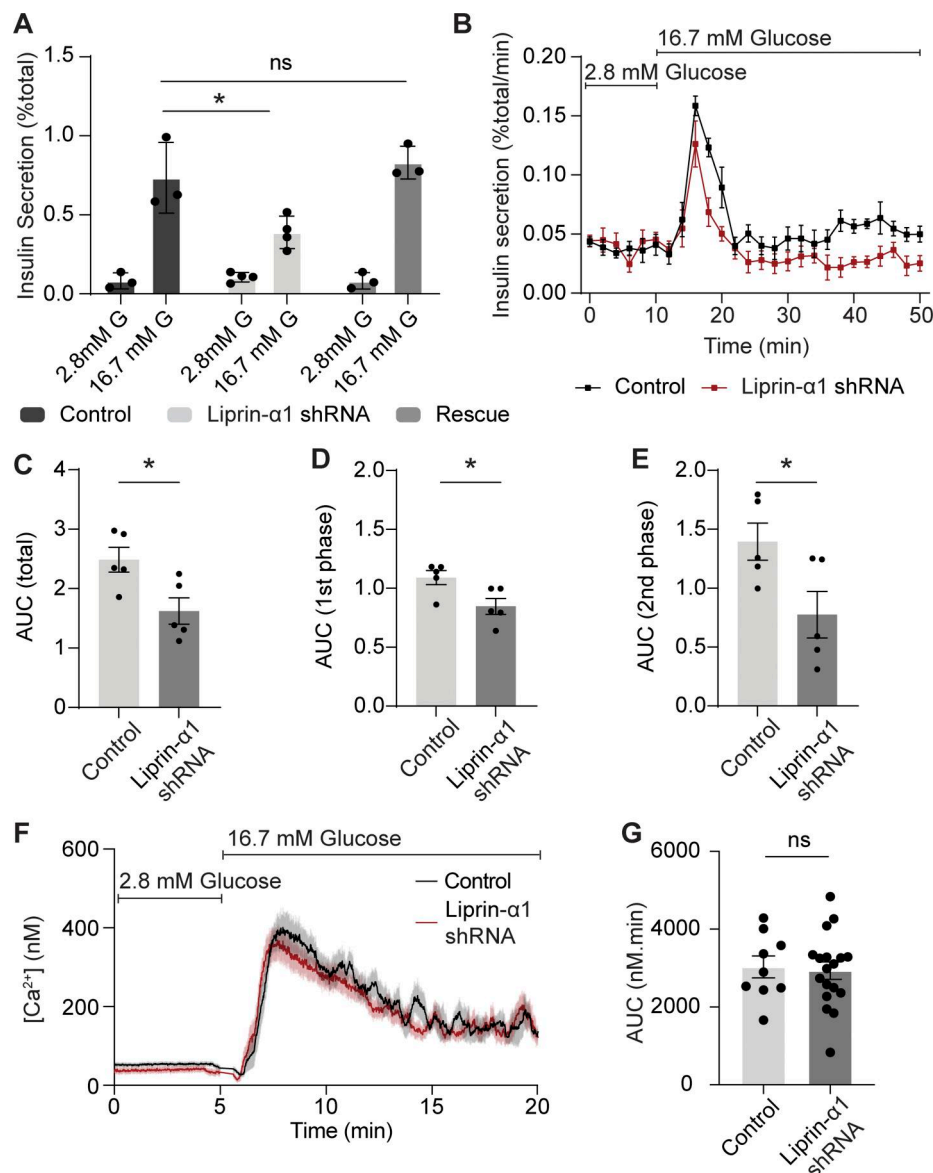 A
Insulin Secretion (%total)
1.5
1.0
0.5
0.0
ns
*
2.8mM G
16.7 mM G
2.8mM G
16.7 mM G
2.8mM G
16.7 mM G
Control
Liprin-α1 shRNA
Rescue
B
16.7 mM Glucose
2.8 mM Glucose
Insulin secretion (%total/min)
0.20
0.15
0.10
0.05
0.00
0 10 20 30 40 50
Time (min)
Control
Liprin-α1 shRNA
C
*
AUC (total)
4
3
2
1
0
Control
Liprin-α1
shRNA
D
*
AUC (1st phase)
2.0
1.5
1.0
0.5
0.0
Control
Liprin-α1
shRNA
E
*
AUC (2nd phase)
2.0
1.5
1.0
0.5
0.0
Control
Liprin-α1
shRNA
F
16.7 mM Glucose
2.8 mM Glucose
Control
Liprin-α1
shRNA
[Ca²⁺] (nM)
600
400
200
0
0 5 10 15 20
Time (min)
G
ns
AUC (nM.min)
6000
4000
2000
0
Control
Liprin-α1
shRNA